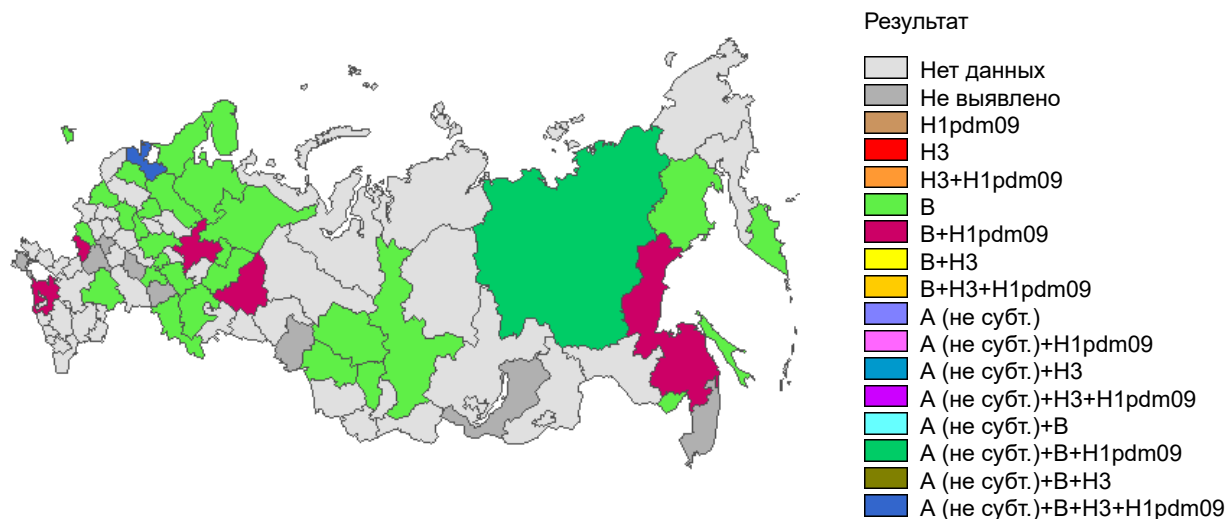 Результат
Нет данных
Не выявлено
H1pdm09
H3
H3+H1pdm09
B
B+H1pdm09
B+H3
B+H3+H1pdm09
А (не субт.)
А (не субт.)+H1pdm09
А (не субт.)+H3
А (не субт.)+H3+H1pdm09
А (не субт.)+B
А (не субт.)+B+H1pdm09
А (не субт.)+B+H3
А (не субт.)+B+H3+H1pdm09